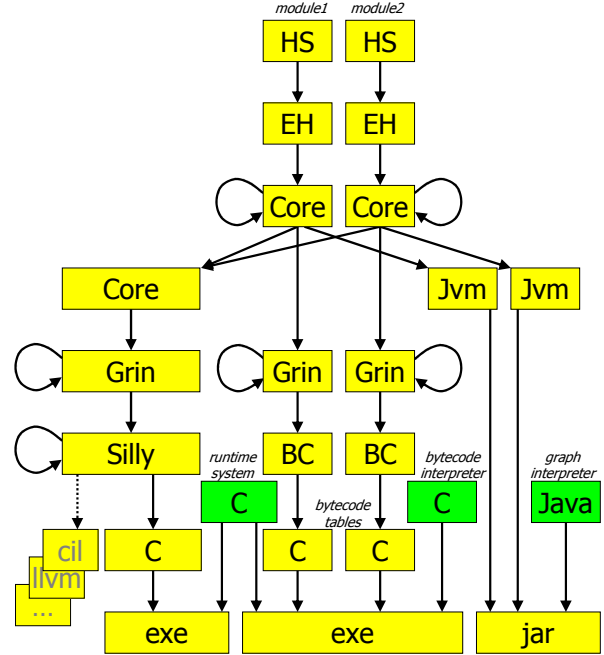 module1 module2
HS HS
EH EH
Core Core
Core Jvm Jvm
Grin Grin Grin
Silly BC BC
runtime
system
bytecode
interpreter
graph
interpreter
C C Java
bytecode
tables
cil
llvm
...
C C C
exe exe jar